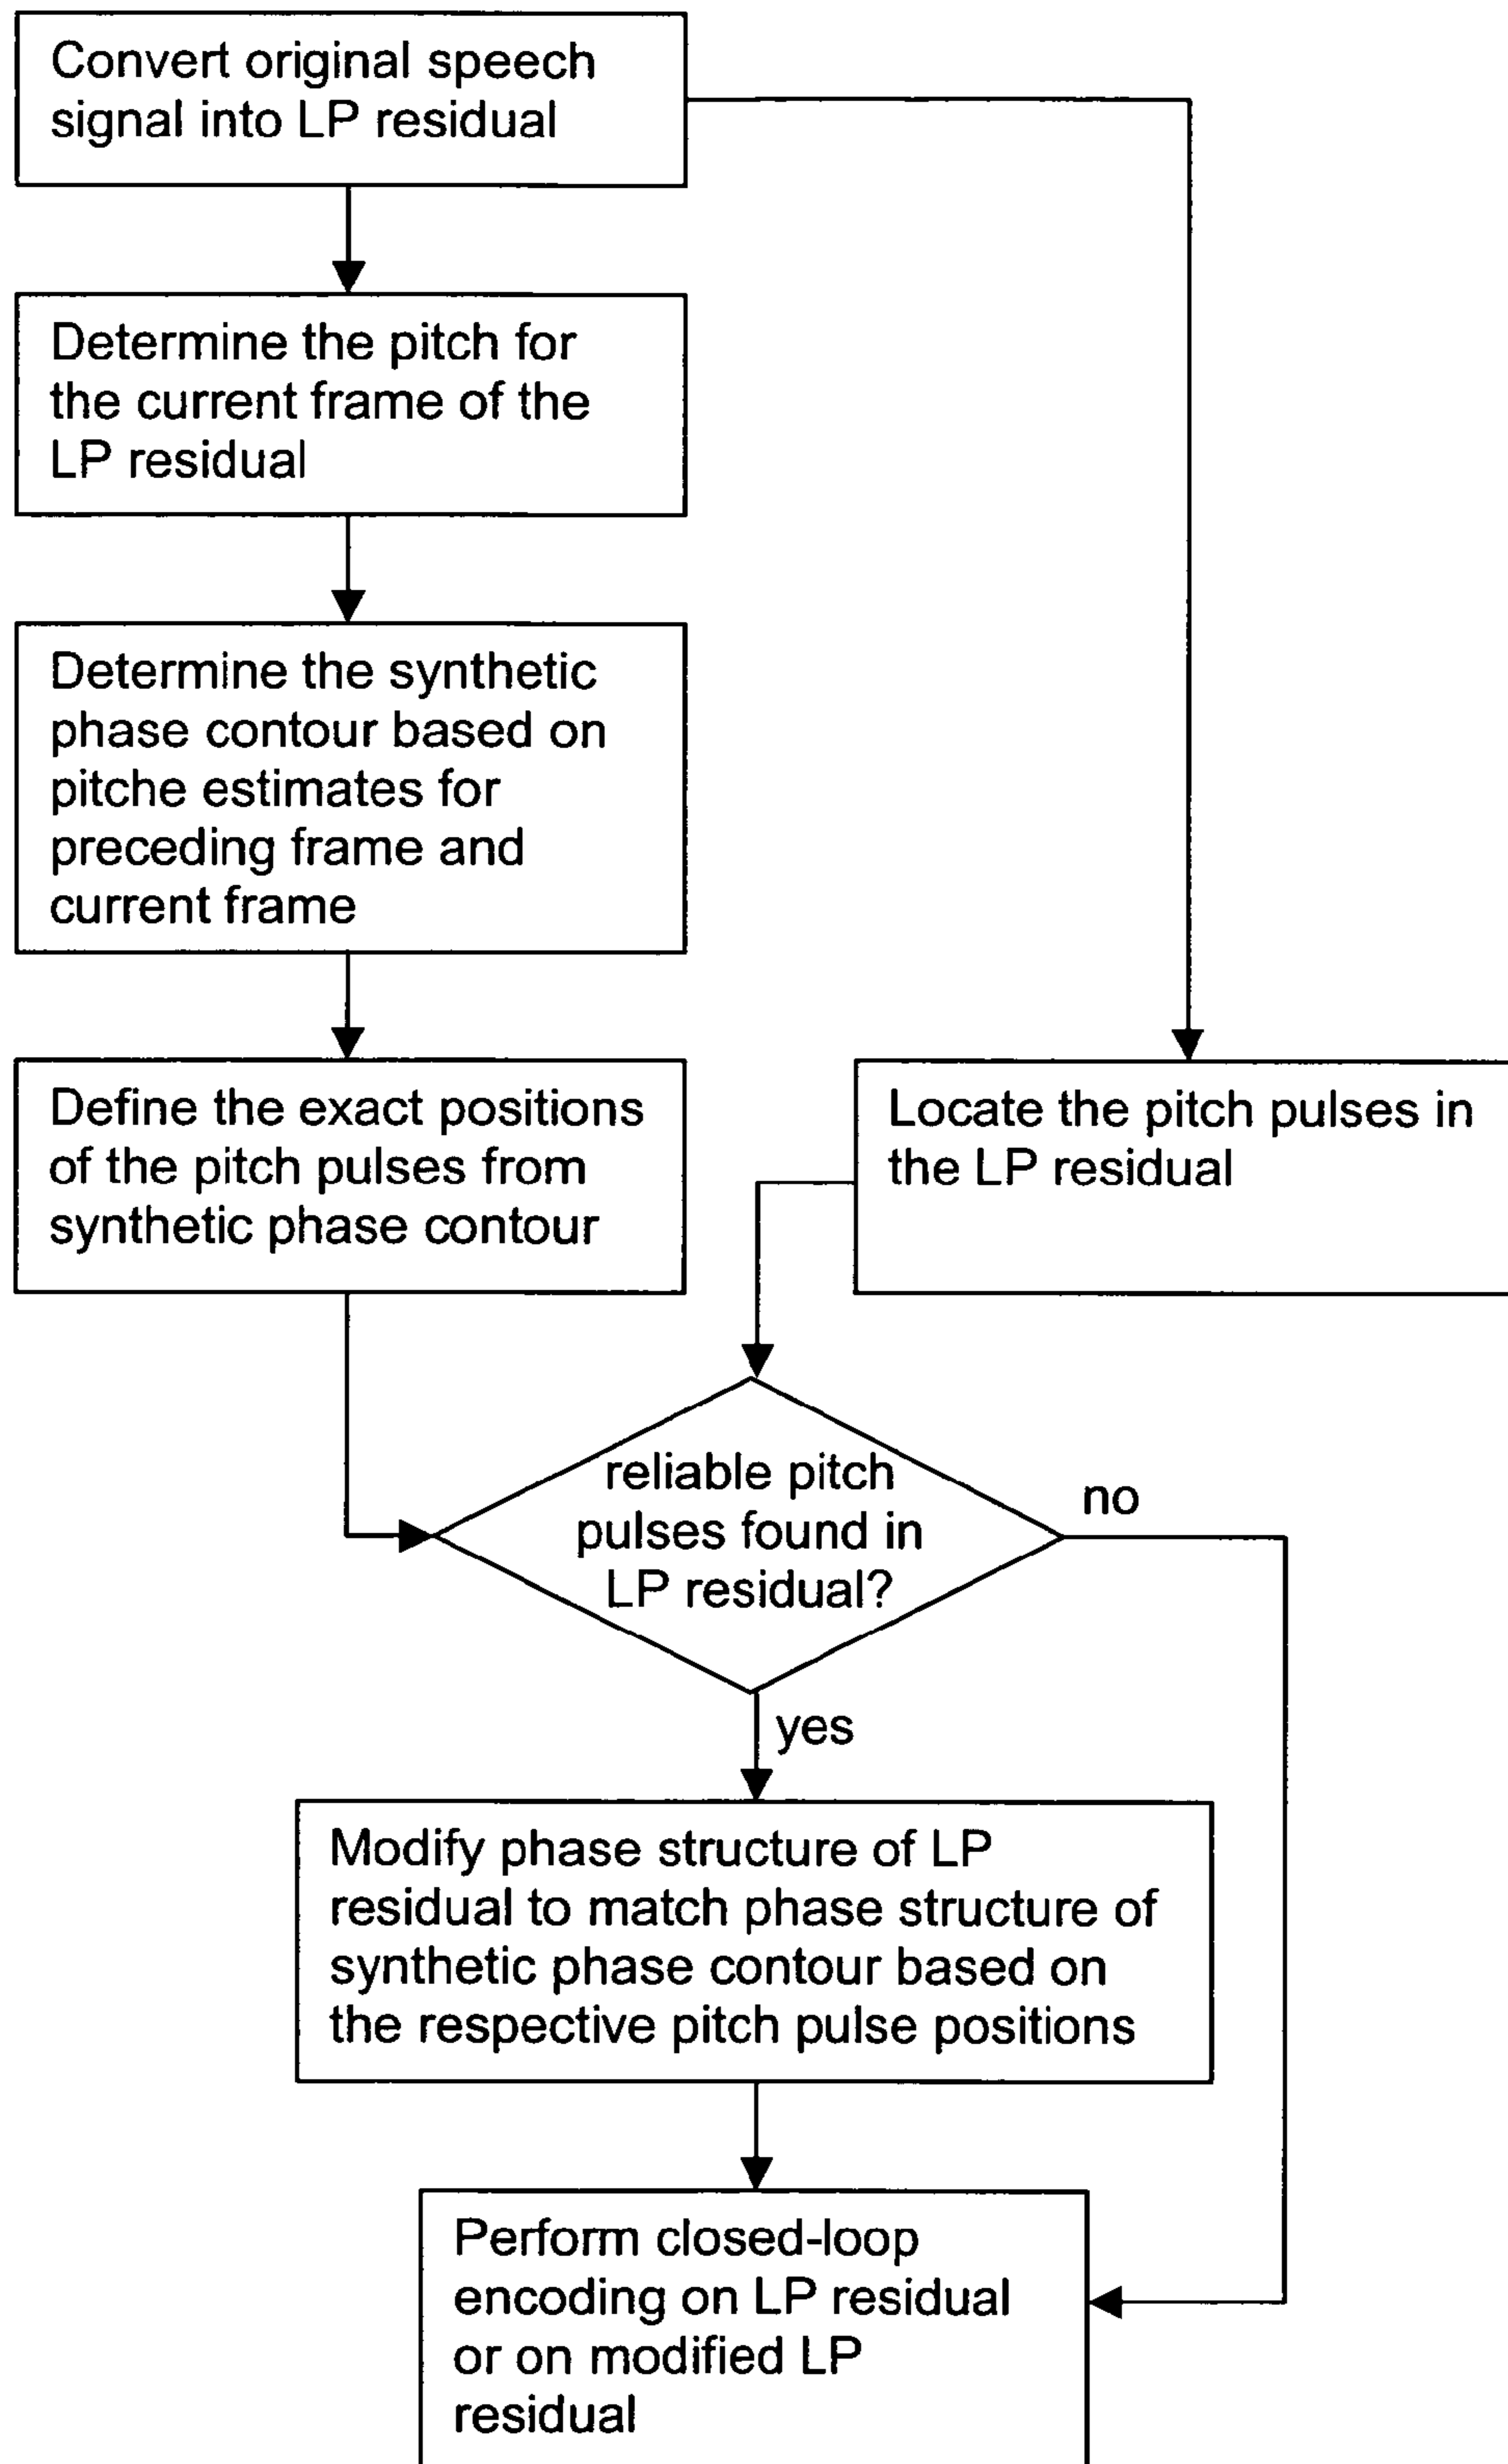 Convert original speech
signal into LP residual
Determine the pitch for
the current frame of the
LP residual
Determine the synthetic
phase contour based on
pitche estimates for
preceding frame and
current frame
Define the exact positions
of the pitch pulses from
synthetic phase contour
Locate the pitch pulses in
the LP residual
reliable pitch
pulses found in
LP residual?
no
yes
Modify phase structure of LP
residual to match phase structure of
synthetic phase contour based on
the respective pitch pulse positions
Perform closed-loop
encoding on LP residual
or on modified LP
residual